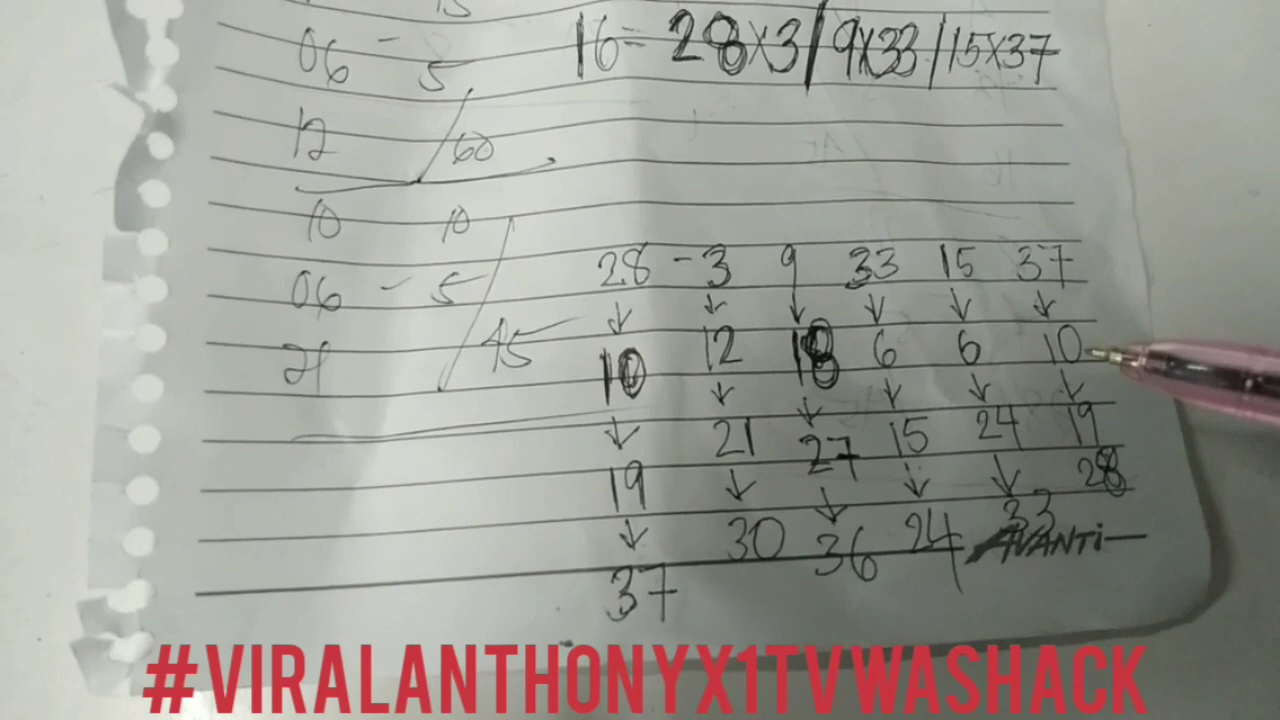 15
06 - 5
16= 28x3/9x33/15x37
12 /60
10 10
06 - 5
28 - 3 9 33 15 37
↓ ↓ ↓ ↓ ↓ ↓
21 45
10 12 18 6 6 10
↓ ↓ ↓ ↓ ↓ ↓
19 21 27 15 24 19
↓ ↓ ↓ ↓ ↓ 28
37 30 36 24 33
AVANTi
#VIRALANTHONYX1TVWASHACK